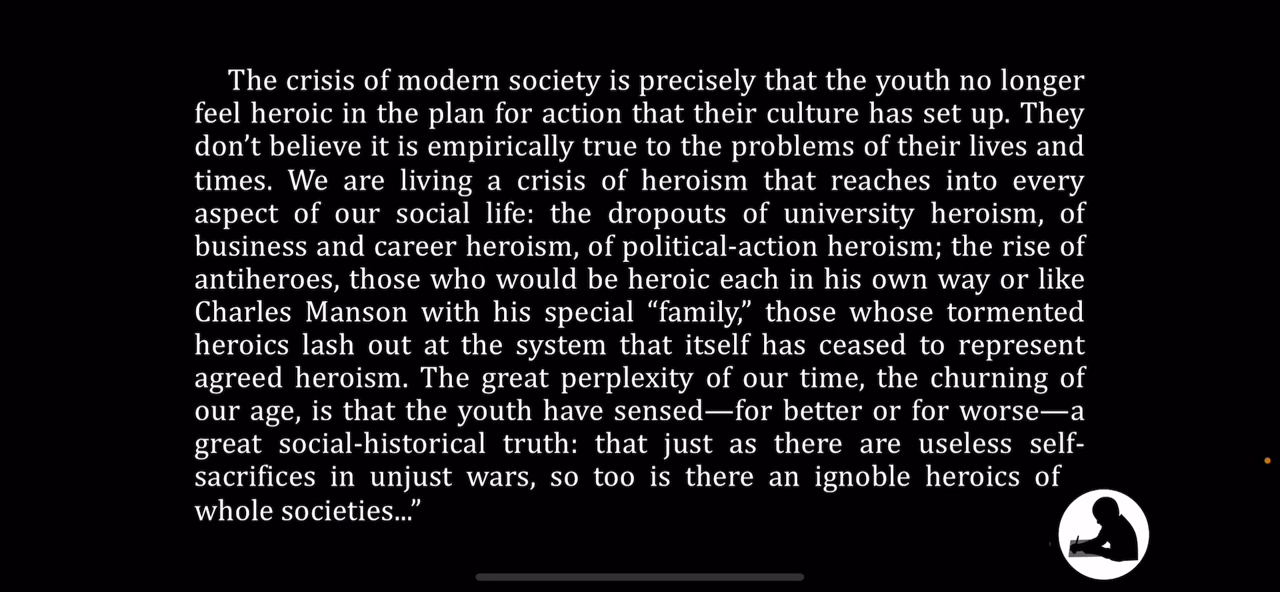 The crisis of modern society is precisely that the youth no longer
feel heroic in the plan for action that their culture has set up. They
don’t believe it is empirically true to the problems of their lives and
times. We are living a crisis of heroism that reaches into every
aspect of our social life: the dropouts of university heroism, of
business and career heroism, of political-action heroism; the rise of
antiheroes, those who would be heroic each in his own way or like
Charles Manson with his special “family,” those whose tormented
heroics lash out at the system that itself has ceased to represent
agreed heroism. The great perplexity of our time, the churning of
our age, is that the youth have sensed—for better or for worse—a
great social-historical truth: that just as there are useless self-
sacrifices in unjust wars, so too is there an ignoble heroics of
whole societies...”